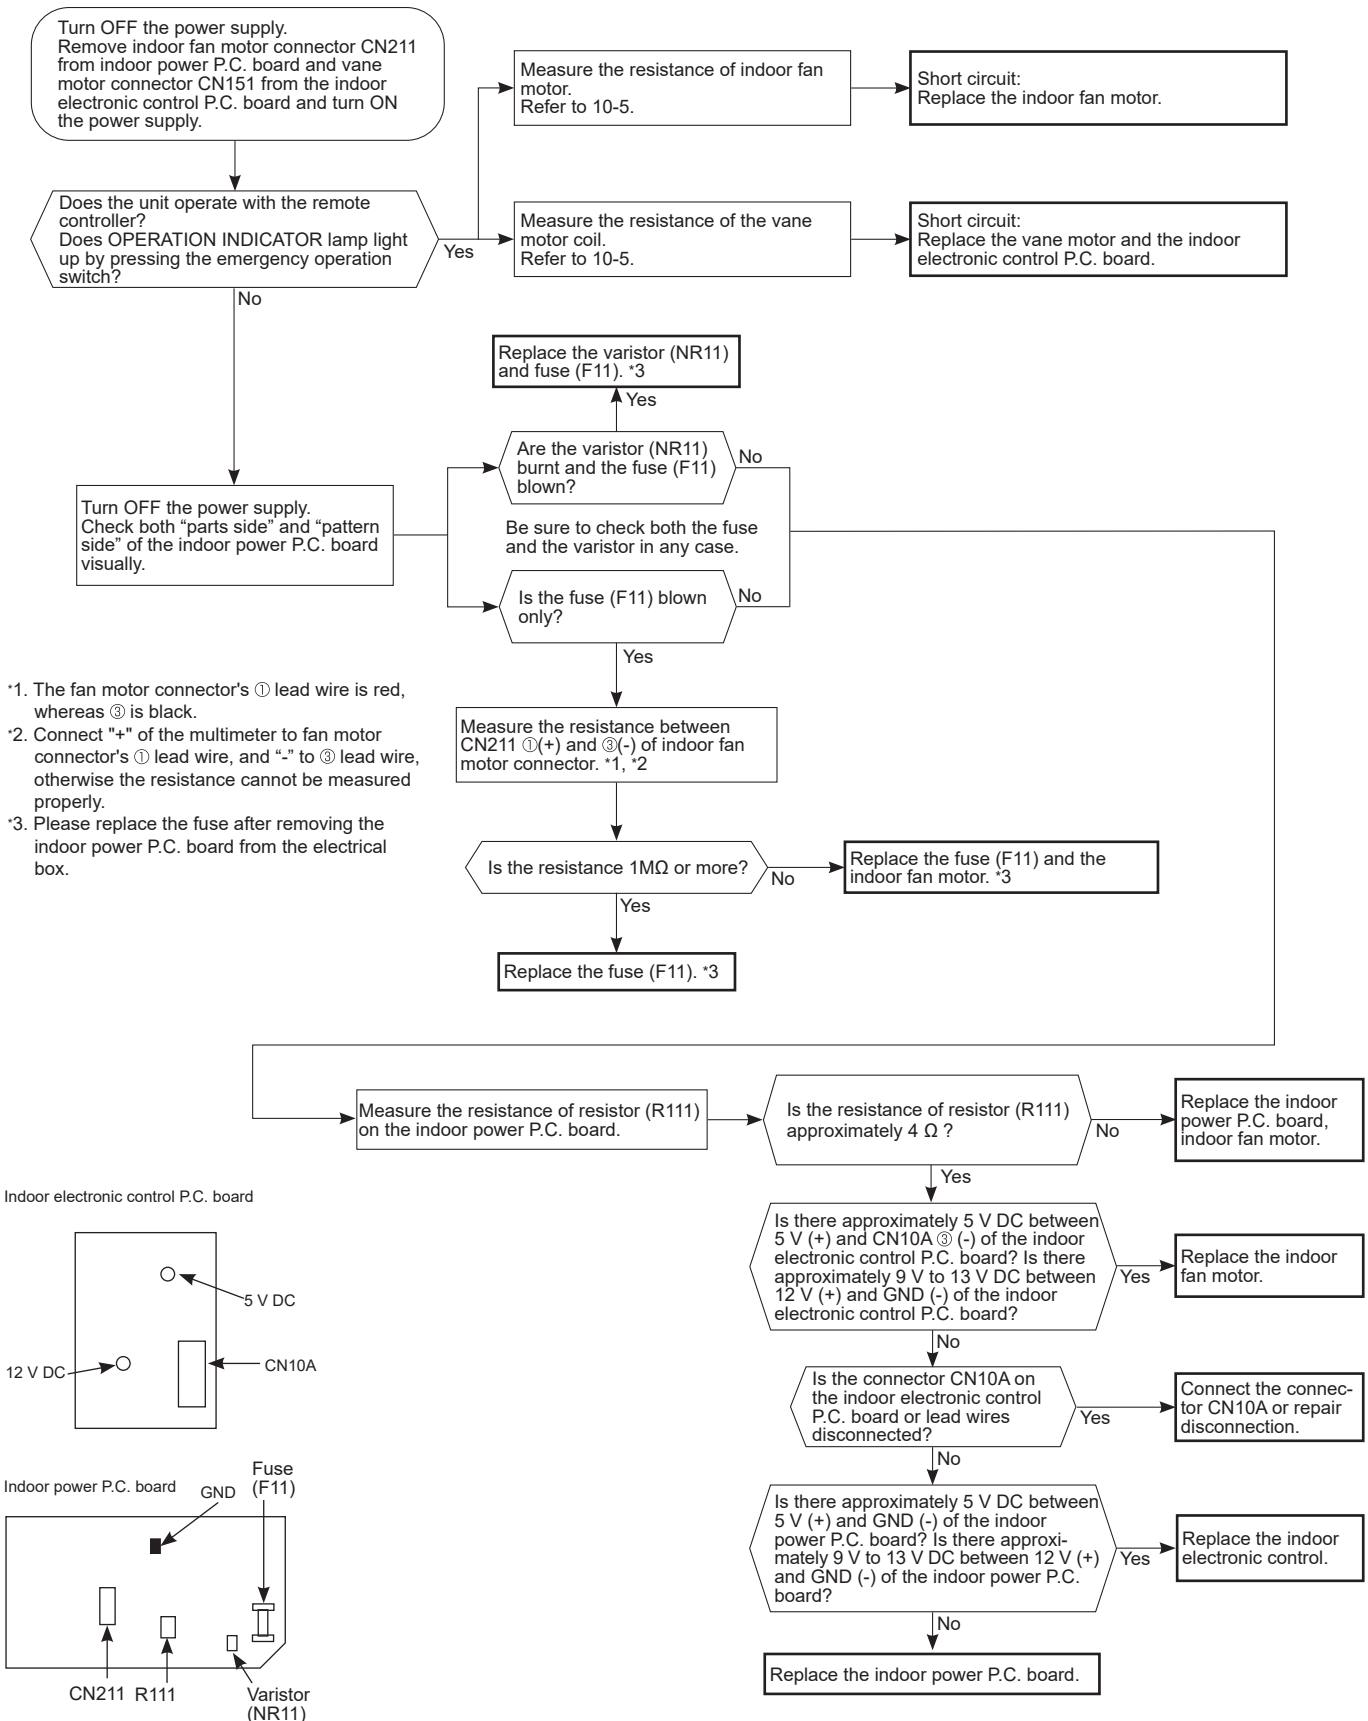 Turn OFF the power supply.
Remove indoor fan motor connector CN211
from indoor power P.C. board and vane
motor connector CN151 from the indoor
electronic control P.C. board and turn ON
the power supply.
Measure the resistance of indoor fan
motor.
Refer to 10-5.
Short circuit:
Replace the indoor fan motor.
Does the unit operate with the remote
controller?
Does OPERATION INDICATOR lamp light
up by pressing the emergency operation
switch?
Yes
Measure the resistance of the vane
motor coil.
Refer to 10-5.
Short circuit:
Replace the vane motor and the indoor
electronic control P.C. board.
No
Replace the varistor (NR11)
and fuse (F11). *3
Yes
Are the varistor (NR11)
burnt and the fuse (F11)
blown?
No
Turn OFF the power supply.
Check both “parts side” and “pattern
side” of the indoor power P.C. board
visually.
Be sure to check both the fuse
and the varistor in any case.
Is the fuse (F11) blown
only?
No
Yes
*1. The fan motor connector's ① lead wire is red,
whereas ③ is black.
*2. Connect "+" of the multimeter to fan motor
connector's ① lead wire, and “-” to ③ lead wire,
otherwise the resistance cannot be measured
properly.
*3. Please replace the fuse after removing the
indoor power P.C. board from the electrical
box.
Measure the resistance between
CN211 ①(+) and ③(-) of indoor fan
motor connector. *1, *2
Is the resistance 1MΩ or more?
No
Replace the fuse (F11) and the
indoor fan motor. *3
Yes
Replace the fuse (F11). *3
Measure the resistance of resistor (R111)
on the indoor power P.C. board.
Is the resistance of resistor (R111)
approximately 4 Ω ?
No
Replace the indoor
power P.C. board,
indoor fan motor.
Yes
Is there approximately 5 V DC between
5 V (+) and CN10A ③ (-) of the indoor
electronic control P.C. board? Is there
approximately 9 V to 13 V DC between
12 V (+) and GND (-) of the indoor
electronic control P.C. board?
Yes
Replace the indoor
fan motor.
No
Is the connector CN10A on
the indoor electronic control
P.C. board or lead wires
disconnected?
Yes
Connect the connec-
tor CN10A or repair
disconnection.
No
Is there approximately 5 V DC between
5 V (+) and GND (-) of the indoor
power P.C. board? Is there approxi-
mately 9 V to 13 V DC between 12 V (+)
and GND (-) of the indoor power P.C.
board?
Yes
Replace the indoor
electronic control.
No
Replace the indoor power P.C. board.
Indoor electronic control P.C. board
5 V DC
12 V DC
CN10A
Indoor power P.C. board
GND
Fuse
(F11)
CN211
R111
Varistor
(NR11)